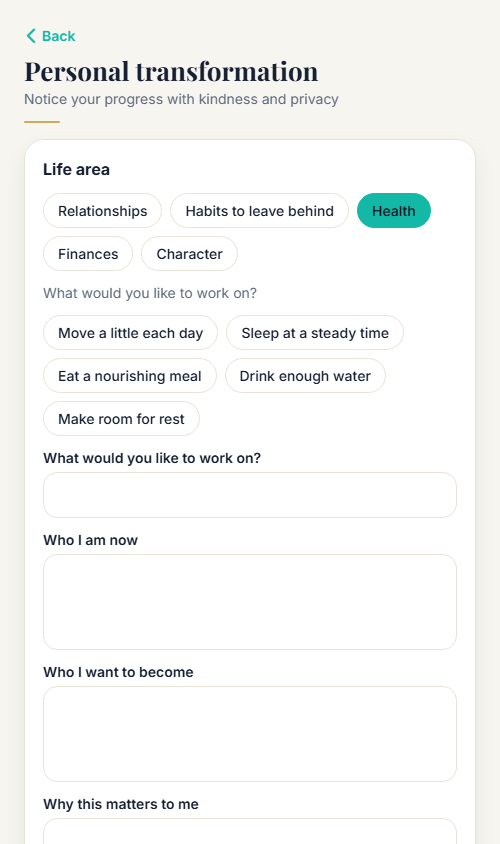 Back
Personal transformation
Notice your progress with kindness and privacy
Life area
Relationships Habits to leave behind Health
Finances Character
What would you like to work on?
Move a little each day Sleep at a steady time
Eat a nourishing meal Drink enough water
Make room for rest
What would you like to work on?
Who I am now
Who I want to become
Why this matters to me